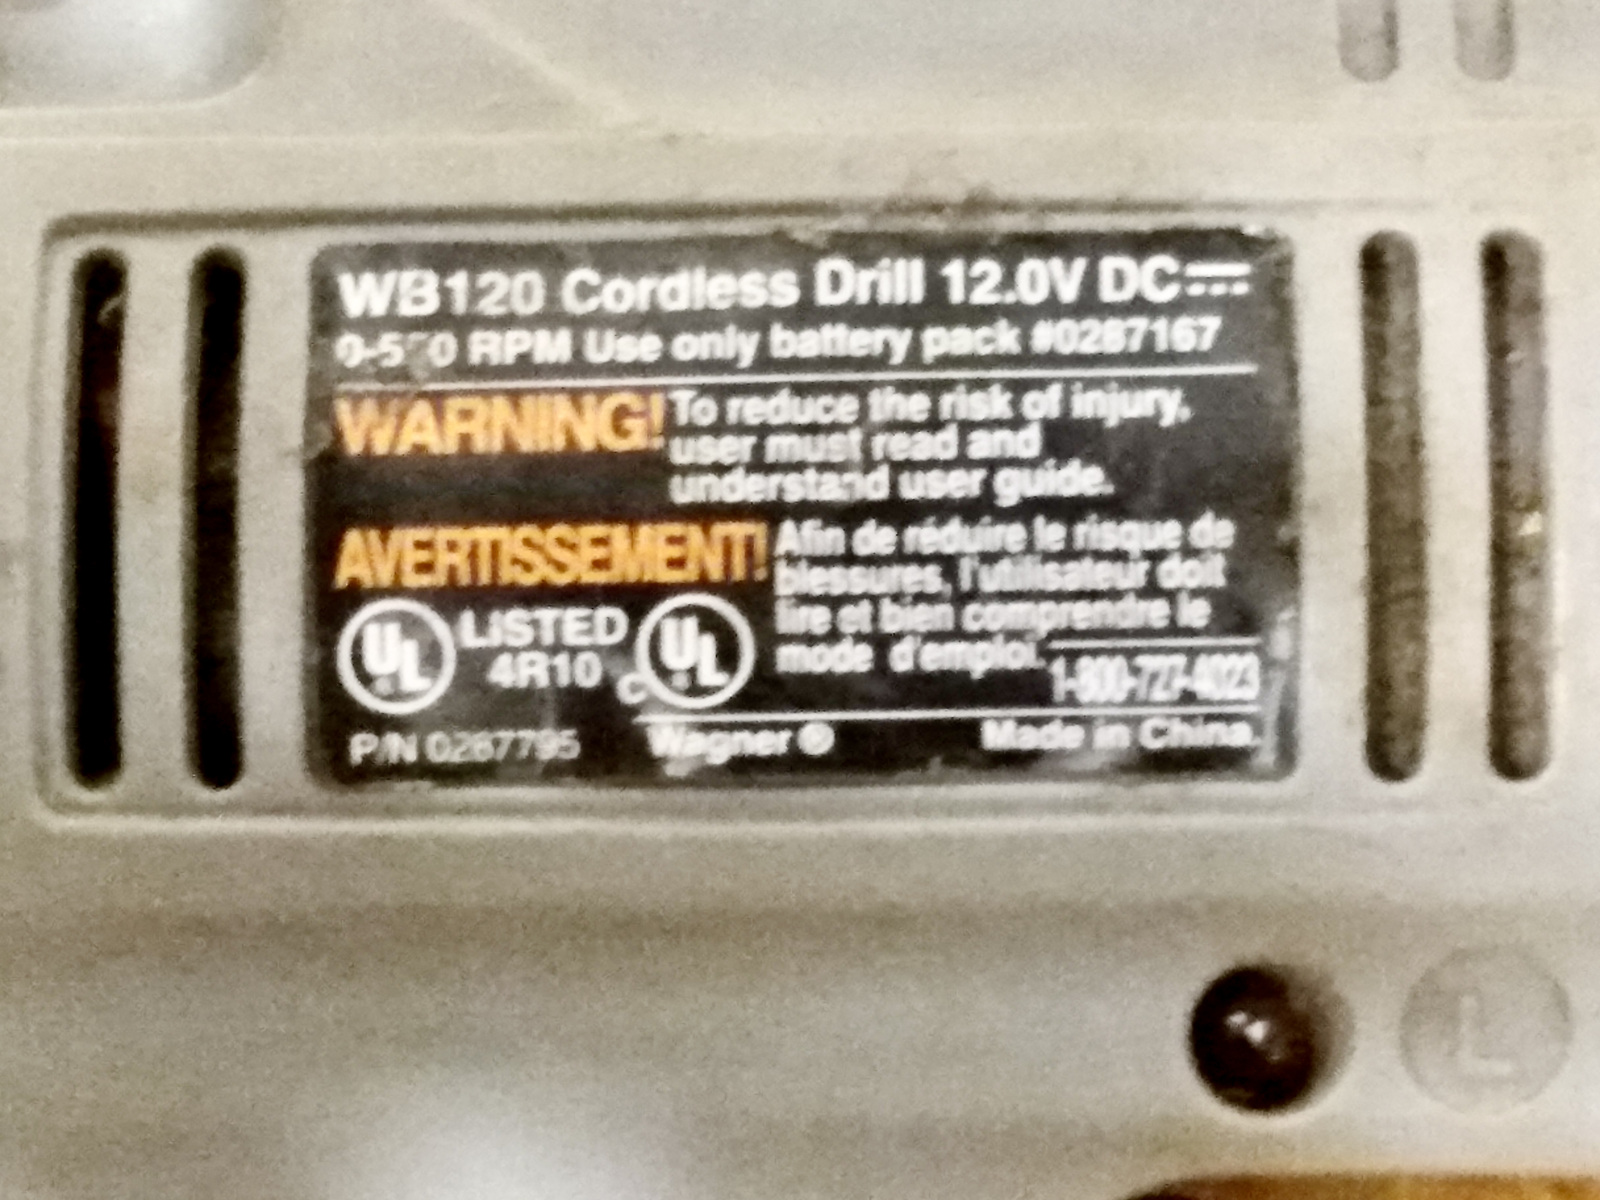 WB120 Cordless Drill 12.0V DC
RPM Use only battery pack #0287167
WARNING! To reduce the risk of injury,
user must read and
understand user guide.
AVERTISSEMENT! Afin de réduire le risque de
blessures, l'utilisateur doit
lire et bien comprendre le
mode d'emploi.
1-800-727-4023
UL LISTED C UL
4R10
P/N 0287795 Wagner ® Made in China.
L